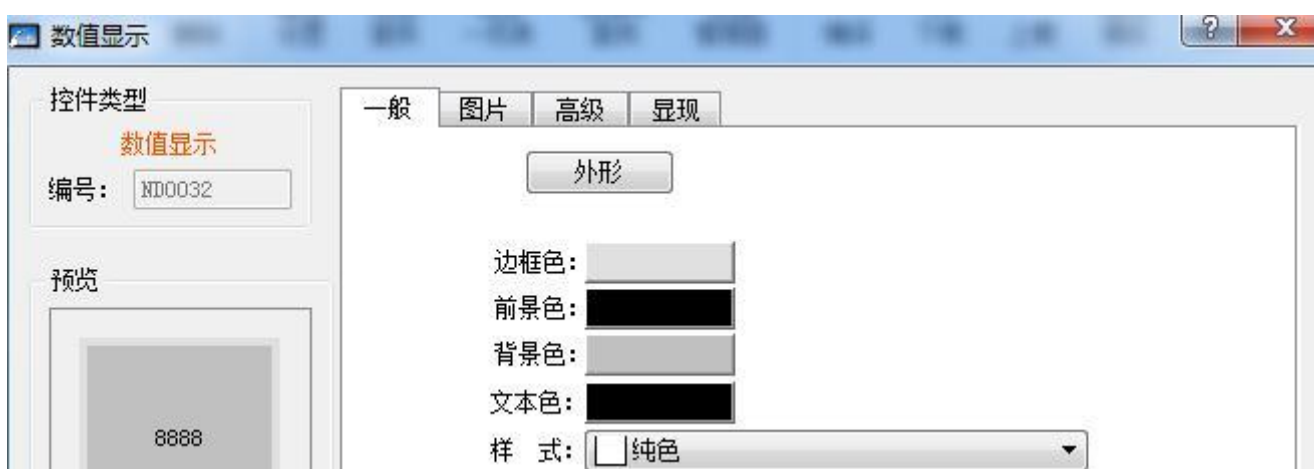 数值显示
控件类型
数值显示
编号： ND0032
预览
8888
一般 图片 高级 显现
外形
边框色：
前景色：
背景色：
文本色：
样 式： 纯色